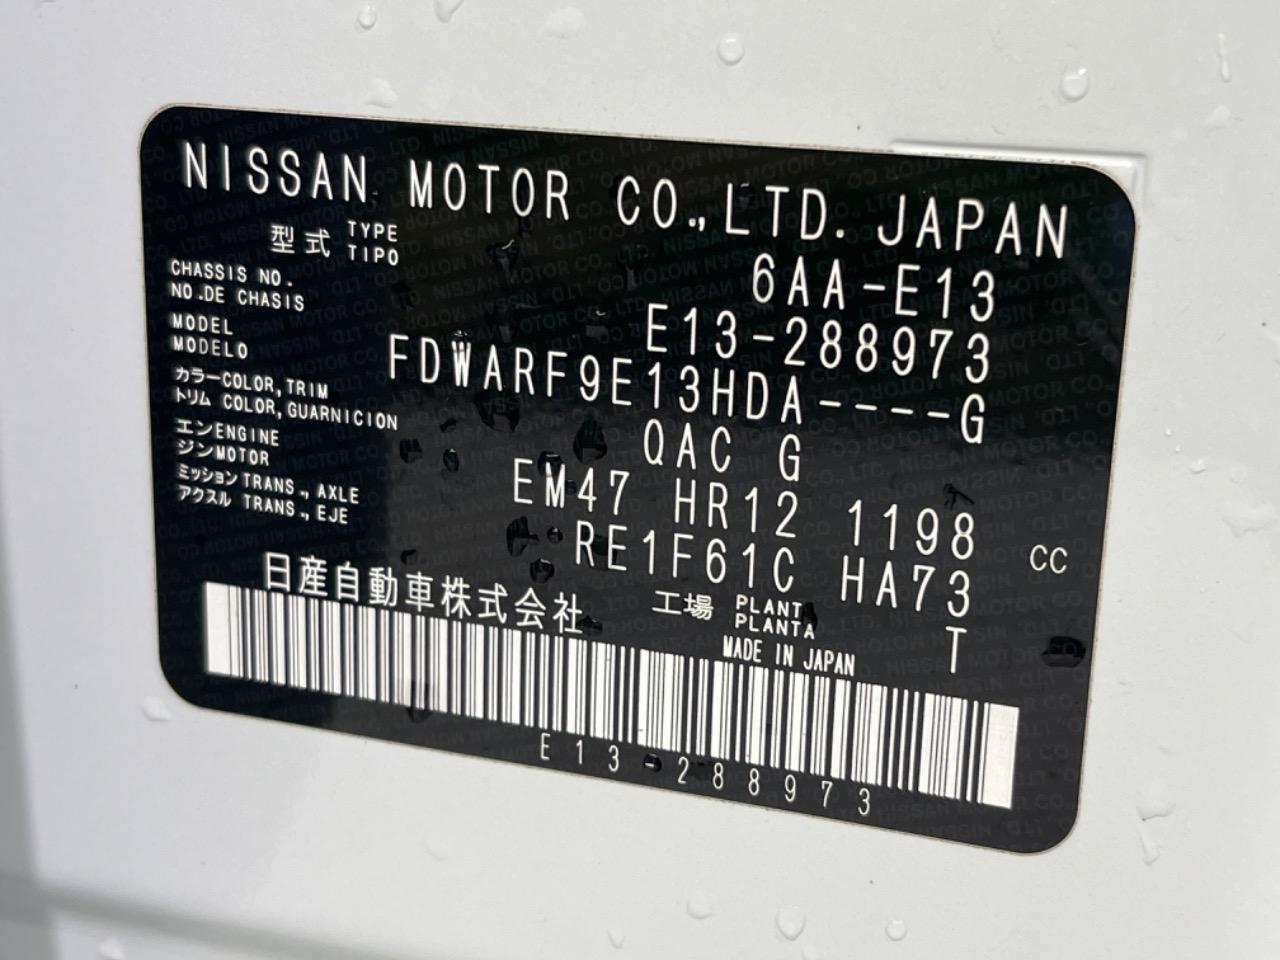 NISSAN MOTOR CO.,LTD. JAPAN
型式 TYPE TIPO 6AA-E13
CHASSIS NO. NO.DE CHASIS E13-288973
MODEL MODELO FDWARF9E13HDA----G
カラーCOLOR,TRIM トリム COLOR,GUARNICION QAC G
エンENGINE ジンMOTOR EM47 HR12 1198 CC
ミッションTRANS., AXLE アクスル TRANS., EJE RE1F61C HA73
日産自動車株式会社 工場 PLANT PLANTA T
MADE IN JAPAN
E13-288973